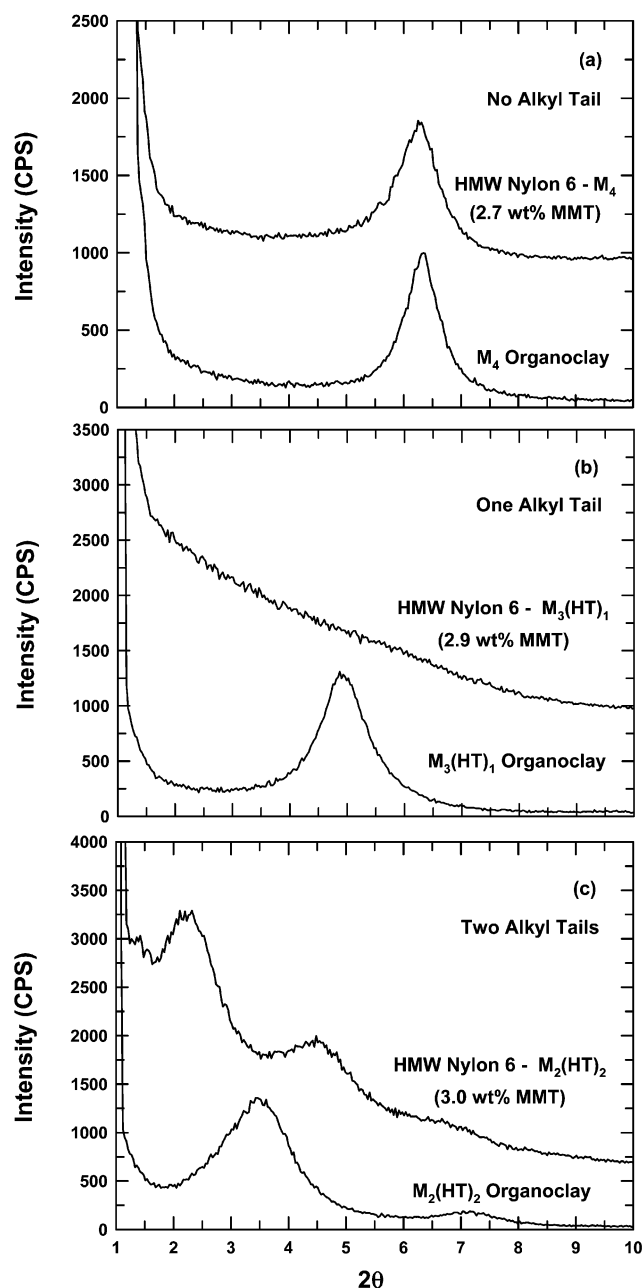 2500
(a)
2000
No Alkyl Tail
1500
HMW Nylon 6 - M₄
(2.7 wt% MMT)
1000
500
M₄ Organoclay
0
Intensity (CPS)
3500
(b)
3000
One Alkyl Tail
2500
2000
HMW Nylon 6 - M₃(HT)₁
(2.9 wt% MMT)
1500
1000
500
M₃(HT)₁ Organoclay
0
Intensity (CPS)
4000
(c)
3500
Two Alkyl Tails
3000
2500
2000
HMW Nylon 6 - M₂(HT)₂
(3.0 wt% MMT)
1500
1000
500
M₂(HT)₂ Organoclay
0
Intensity (CPS)
1 2 3 4 5 6 7 8 9 10
2θ